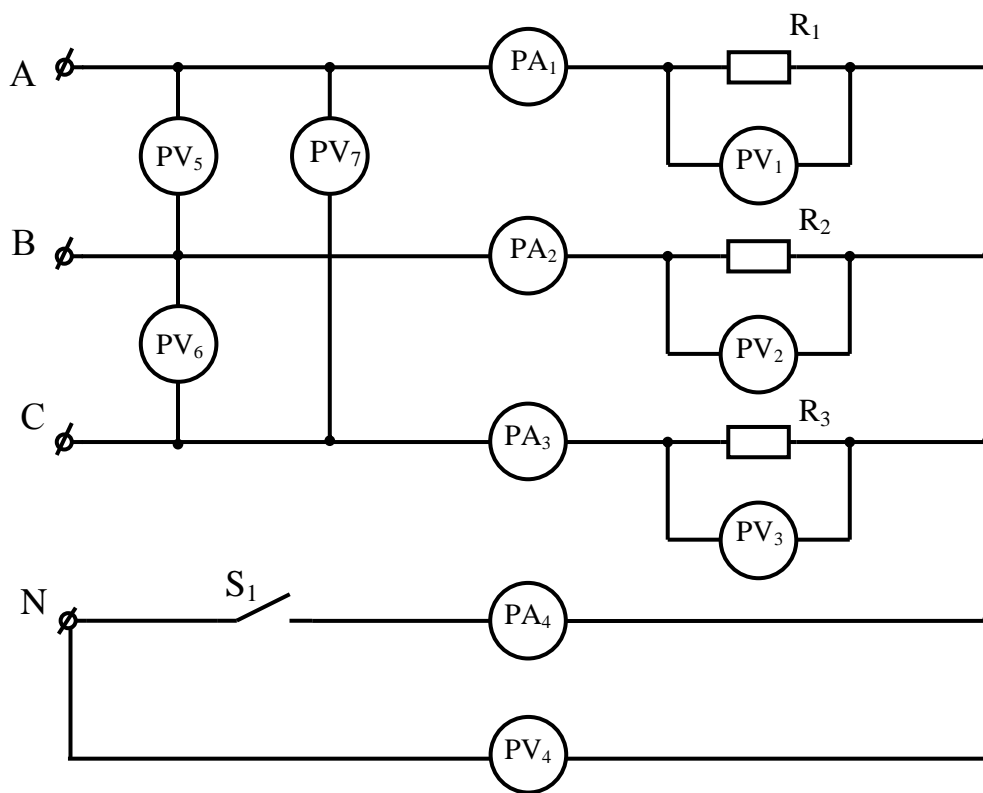 R₁
A
PA₁
PV₅
PV₇
PV₁
R₂
B
PA₂
PV₆
PV₂
R₃
C
PA₃
PV₃
S₁
N
PA₄
PV₄